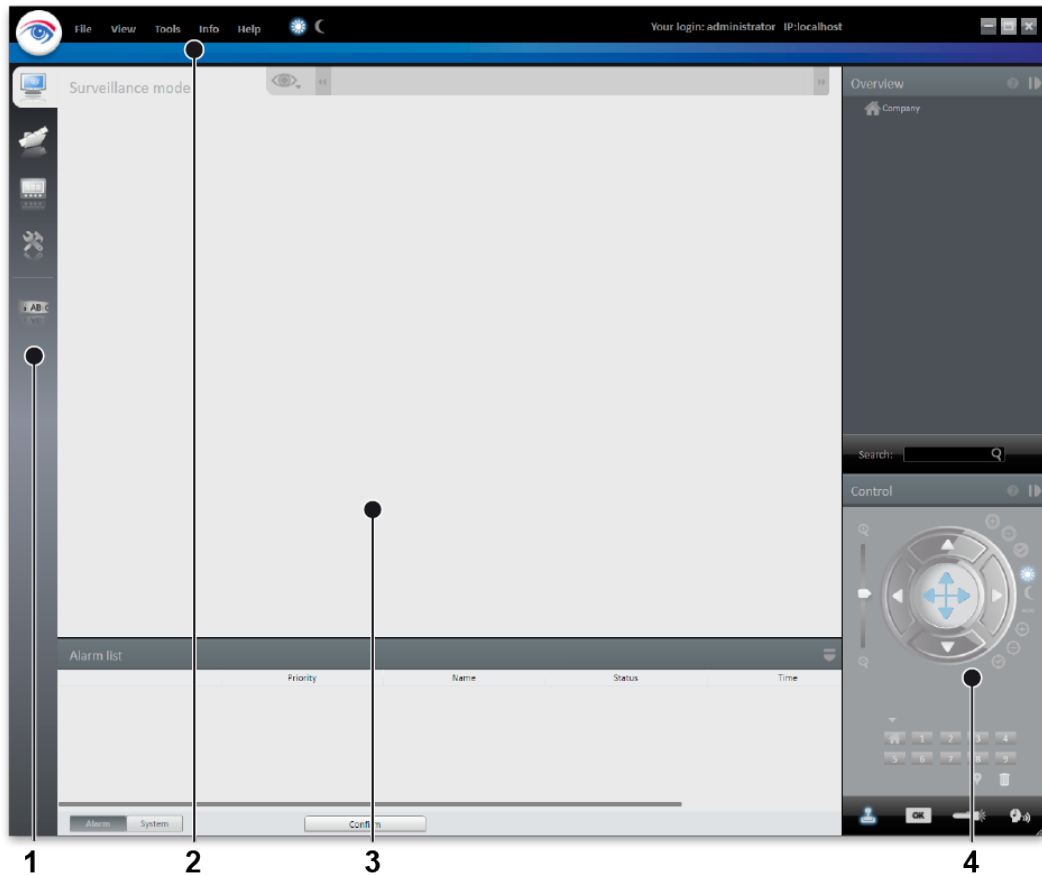 File View Tools Info Help
Your login: administrator IP:localhost
Surveillance mode
Overview
Company
Search:
Control
Alarm list
Priority Name Status Time
1 2 3 4
5 6 7 8 9
Alarm System Confirm
OK
1 2 3 4